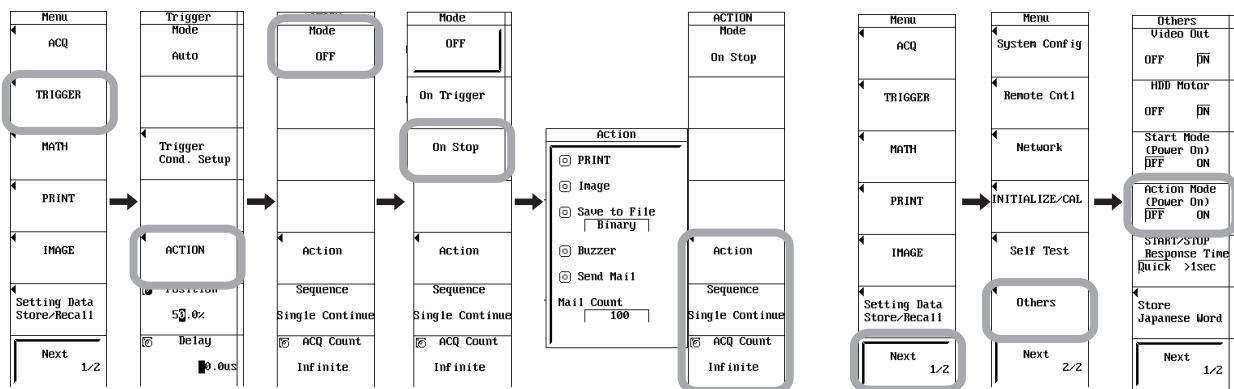 Menu
ACQ
TRIGGER
MATH
PRINT
IMAGE
Setting Data
Store/Recall
Next
1/2
Trigger
Mode
Auto
Trigger
Cond. Setup
ACTION
Position
50.0%
Delay
0.0us
Mode
OFF
Action
Sequence
Single Continue
ACQ Count
Infinite
Mode
OFF
On Trigger
On Stop
Action
Sequence
Single Continue
ACQ Count
Infinite
Action
PRINT
Image
Save to File
Binary
Buzzer
Send Mail
Mail Count
100
ACTION
Mode
On Stop
Action
Sequence
Single Continue
ACQ Count
Infinite
Menu
ACQ
TRIGGER
MATH
PRINT
IMAGE
Setting Data
Store/Recall
Next
1/2
Menu
System Config
Remote Cntl
Network
INITIALIZE/CAL
Self Test
Others
Next
2/2
Others
Video Out
OFF ON
HDD Motor
OFF ON
Start Mode
(Power On)
OFF ON
Action Mode
(Power On)
OFF ON
START/STOP
Response Time
Quick >1sec
Store
Japanese Word
Next
1/2